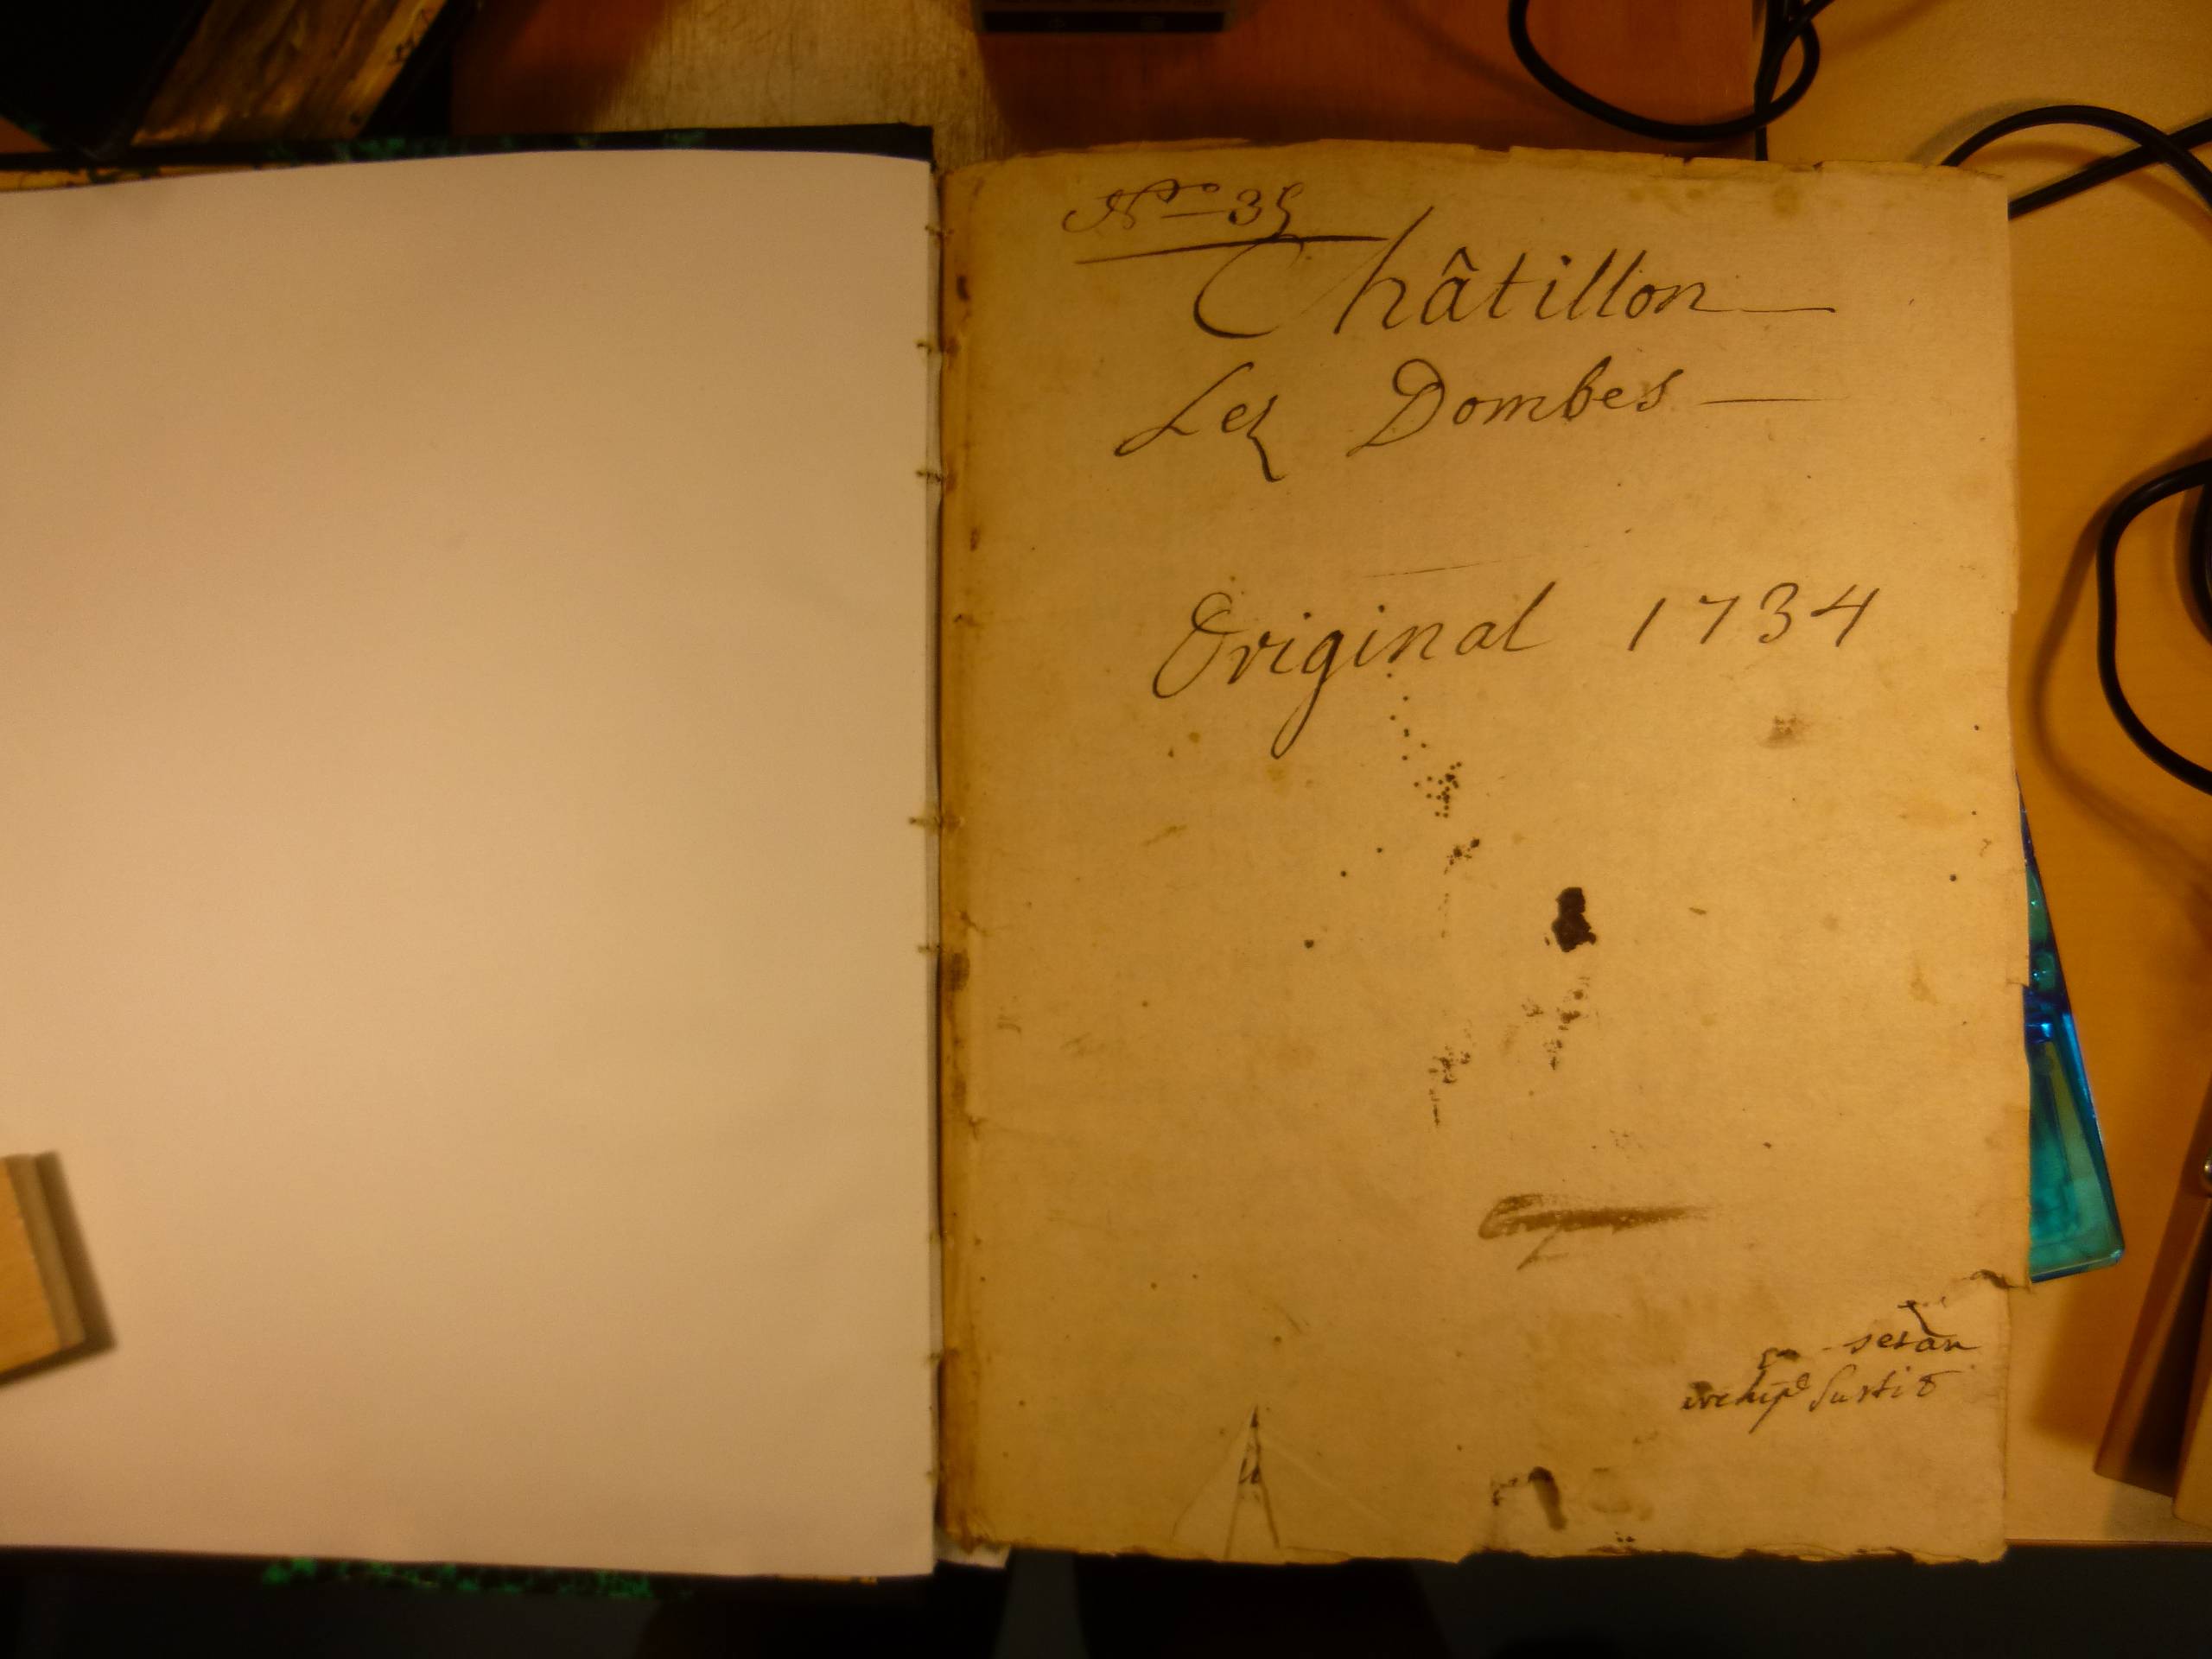 N° 35
Châtillon
Lez Dombes
Original 1734